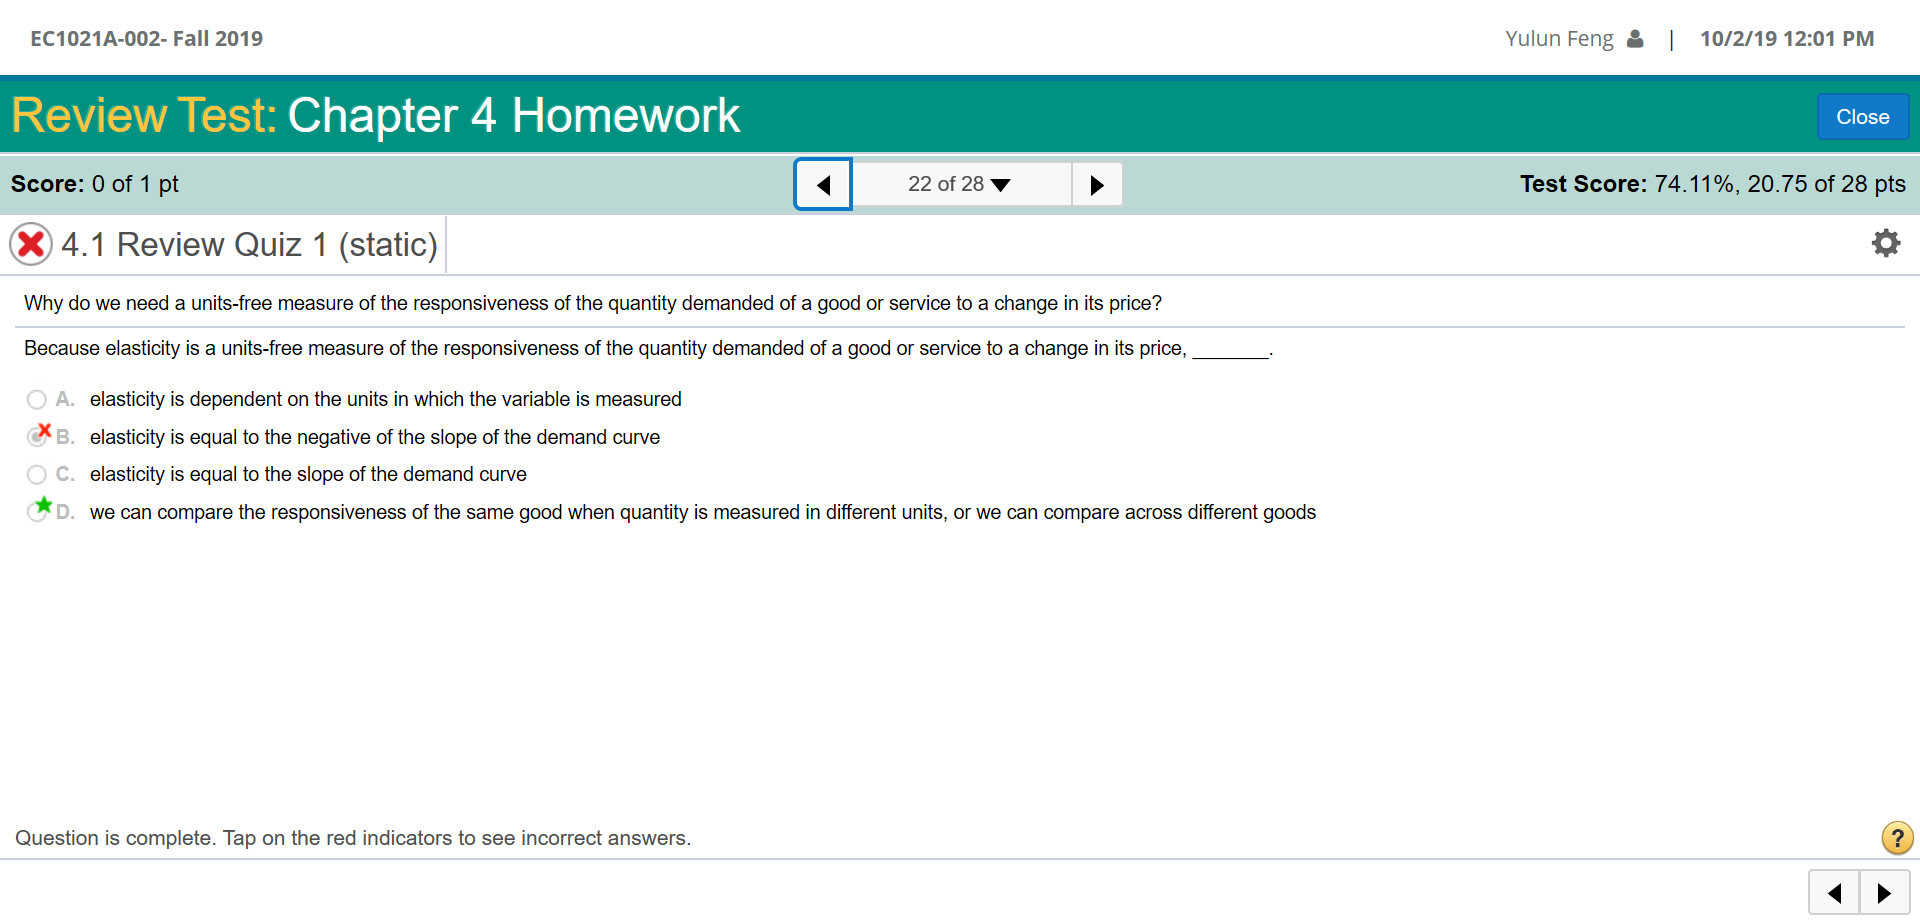 EC1021A-002- Fall 2019
Yulun Feng | 10/2/19 12:01 PM
Review Test: Chapter 4 Homework
Close
Score: 0 of 1 pt
22 of 28
Test Score: 74.11%, 20.75 of 28 pts
4.1 Review Quiz 1 (static)
Why do we need a units-free measure of the responsiveness of the quantity demanded of a good or service to a change in its price?
Because elasticity is a units-free measure of the responsiveness of the quantity demanded of a good or service to a change in its price, _______.
A. elasticity is dependent on the units in which the variable is measured
B. elasticity is equal to the negative of the slope of the demand curve
C. elasticity is equal to the slope of the demand curve
D. we can compare the responsiveness of the same good when quantity is measured in different units, or we can compare across different goods
Question is complete. Tap on the red indicators to see incorrect answers.
?